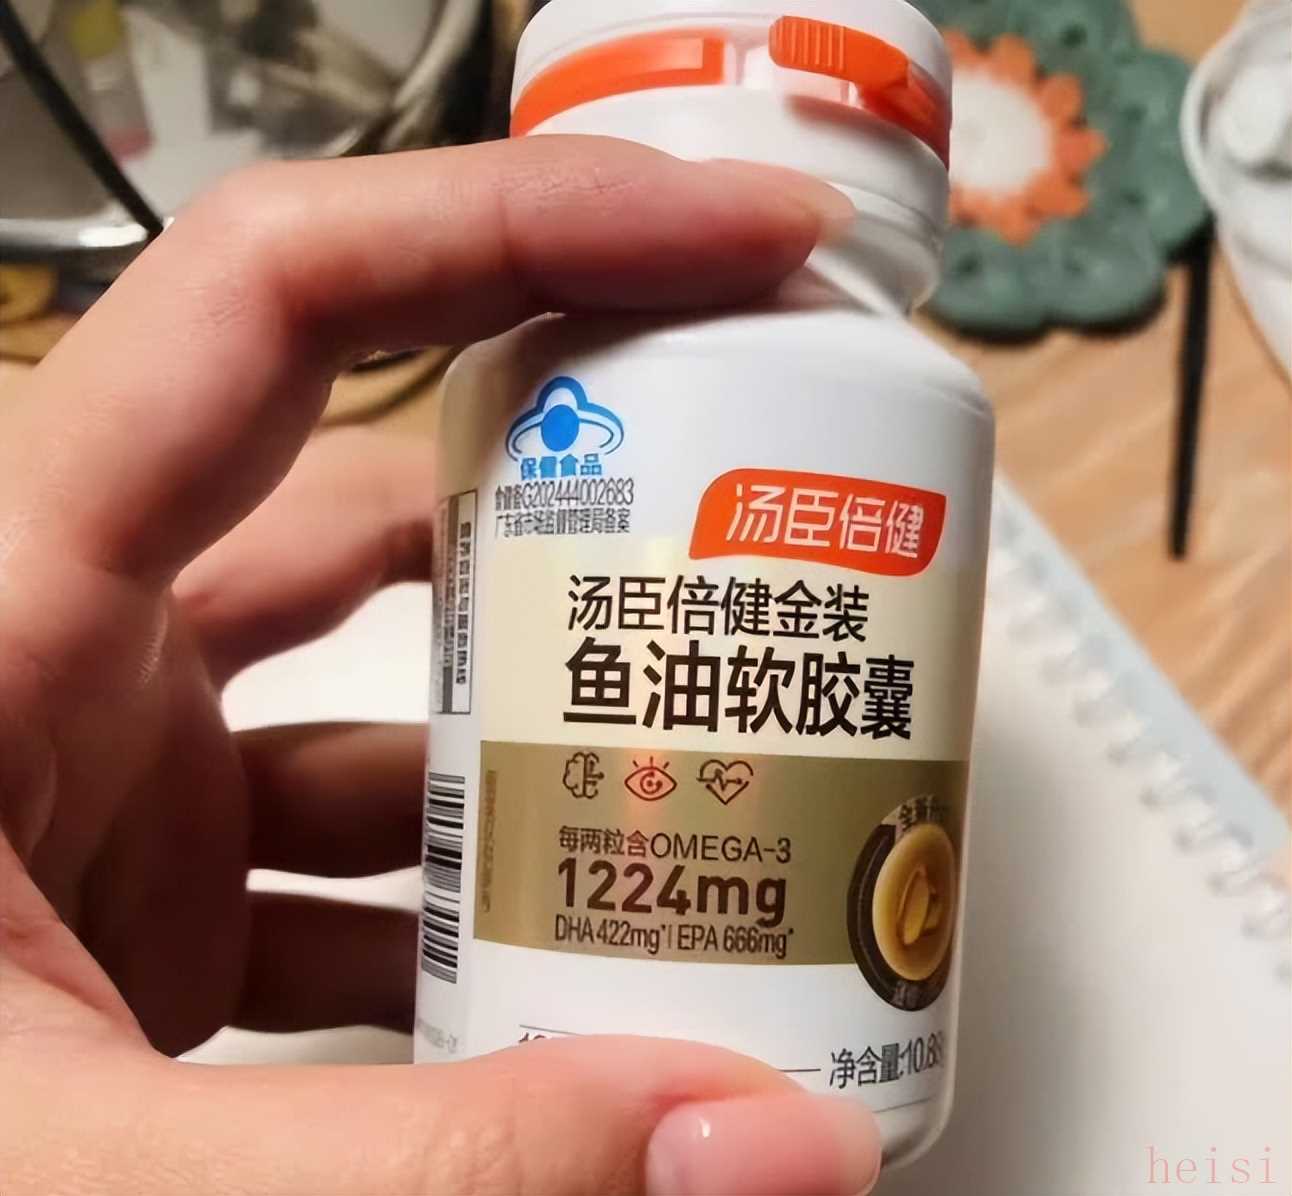 保健食品
食健备G202444002683
广东省市场监督管理局备案
汤臣倍健
汤臣倍健金装
鱼油软胶囊
每两粒含OMEGA-3
1224mg
DHA 422mg* | EPA 666mg*
净含量:10.8
heisi